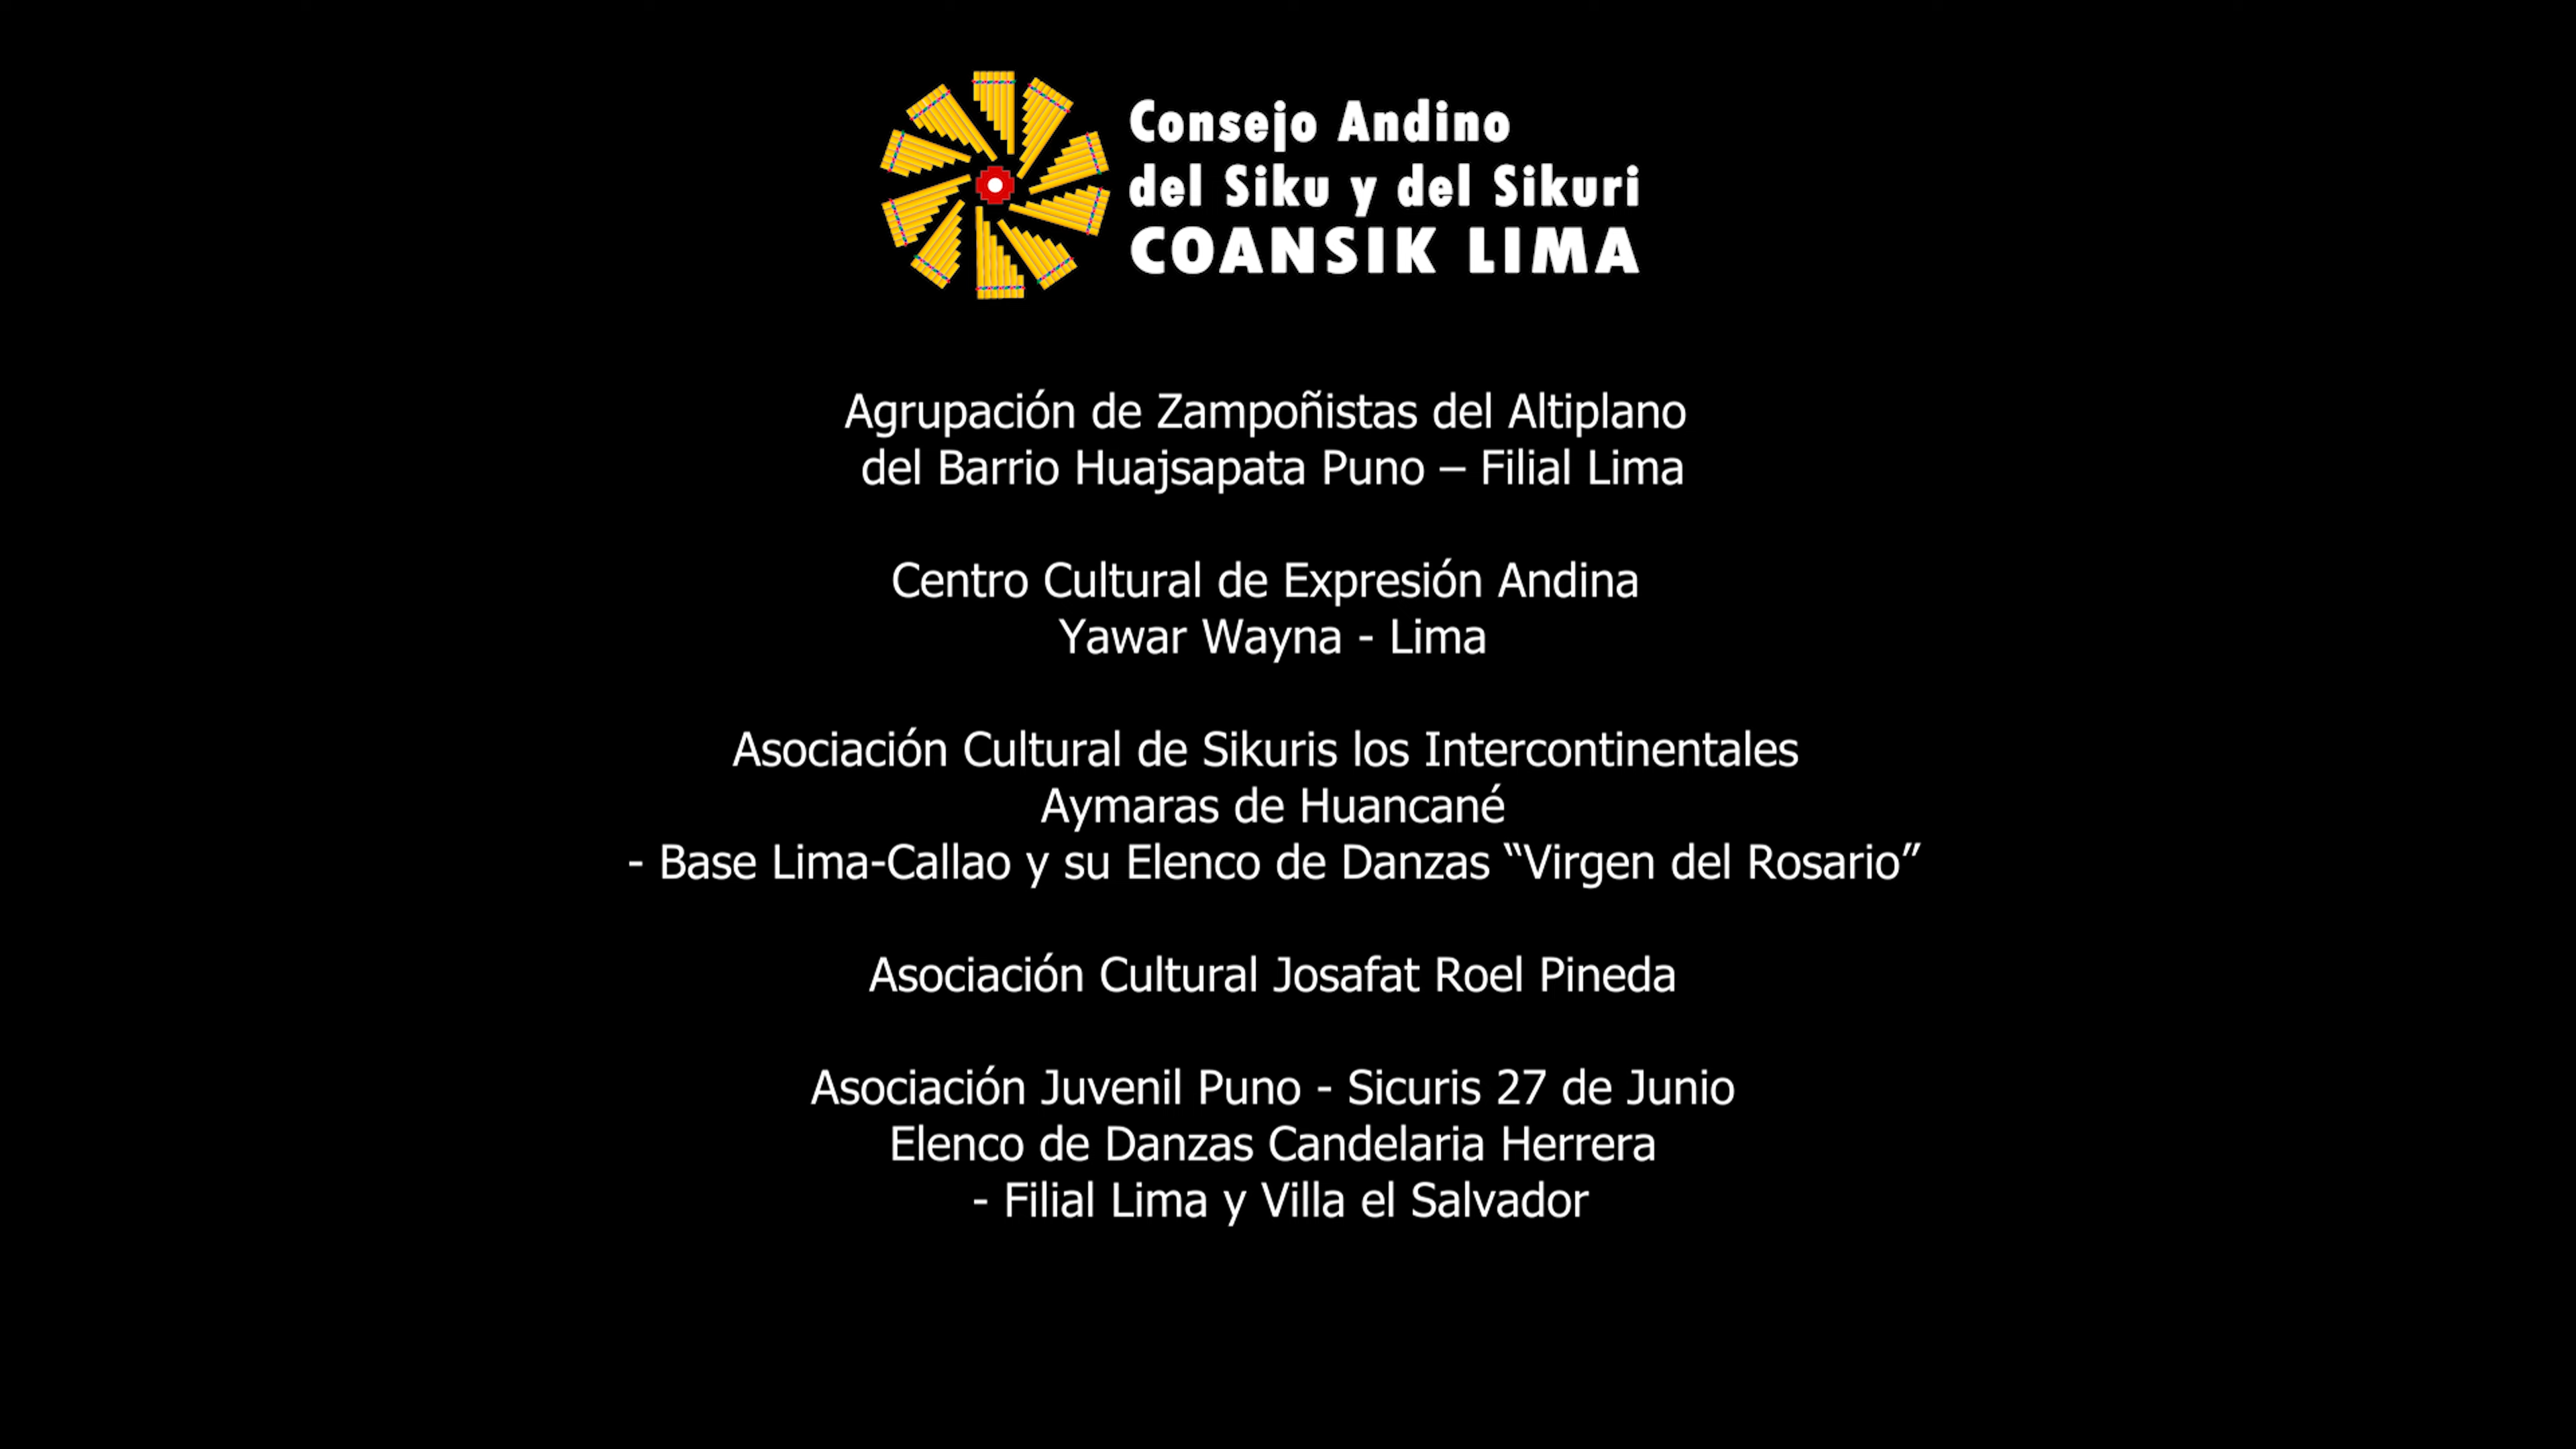 Consejo Andino
del Siku y del Sikuri
COANSIK LIMA
Agrupación de Zampoñistas del Altiplano
del Barrio Huajsapata Puno – Filial Lima
Centro Cultural de Expresión Andina
Yawar Wayna - Lima
Asociación Cultural de Sikuris los Intercontinentales
Aymaras de Huancané
- Base Lima-Callao y su Elenco de Danzas “Virgen del Rosario”
Asociación Cultural Josafat Roel Pineda
Asociación Juvenil Puno - Sicuris 27 de Junio
Elenco de Danzas Candelaria Herrera
- Filial Lima y Villa el Salvador